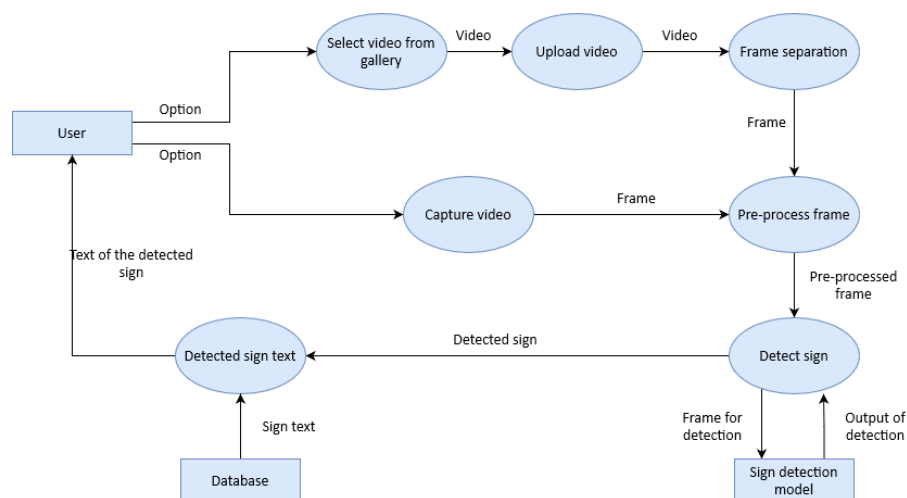 Select video from
gallery
Video
Upload video
Video
Frame separation
Option
User
Option
Frame
Capture video
Frame
Pre-process frame
Text of the detected
sign
Pre-processed
frame
Detected sign text
Detected sign
Detect sign
Sign text
Frame for
detection
Output of
detection
Database
Sign detection
model